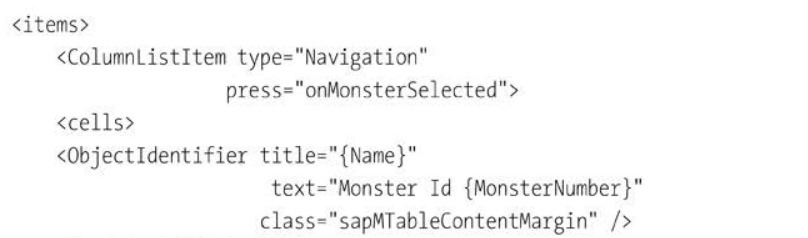 <items>
<ColumnListItem type="Navigation"
press="onMonsterSelected">
<cells>
<ObjectIdentifier title="{Name}"
text="Monster Id {MonsterNumber}"
class="sapMTableContentMargin" />